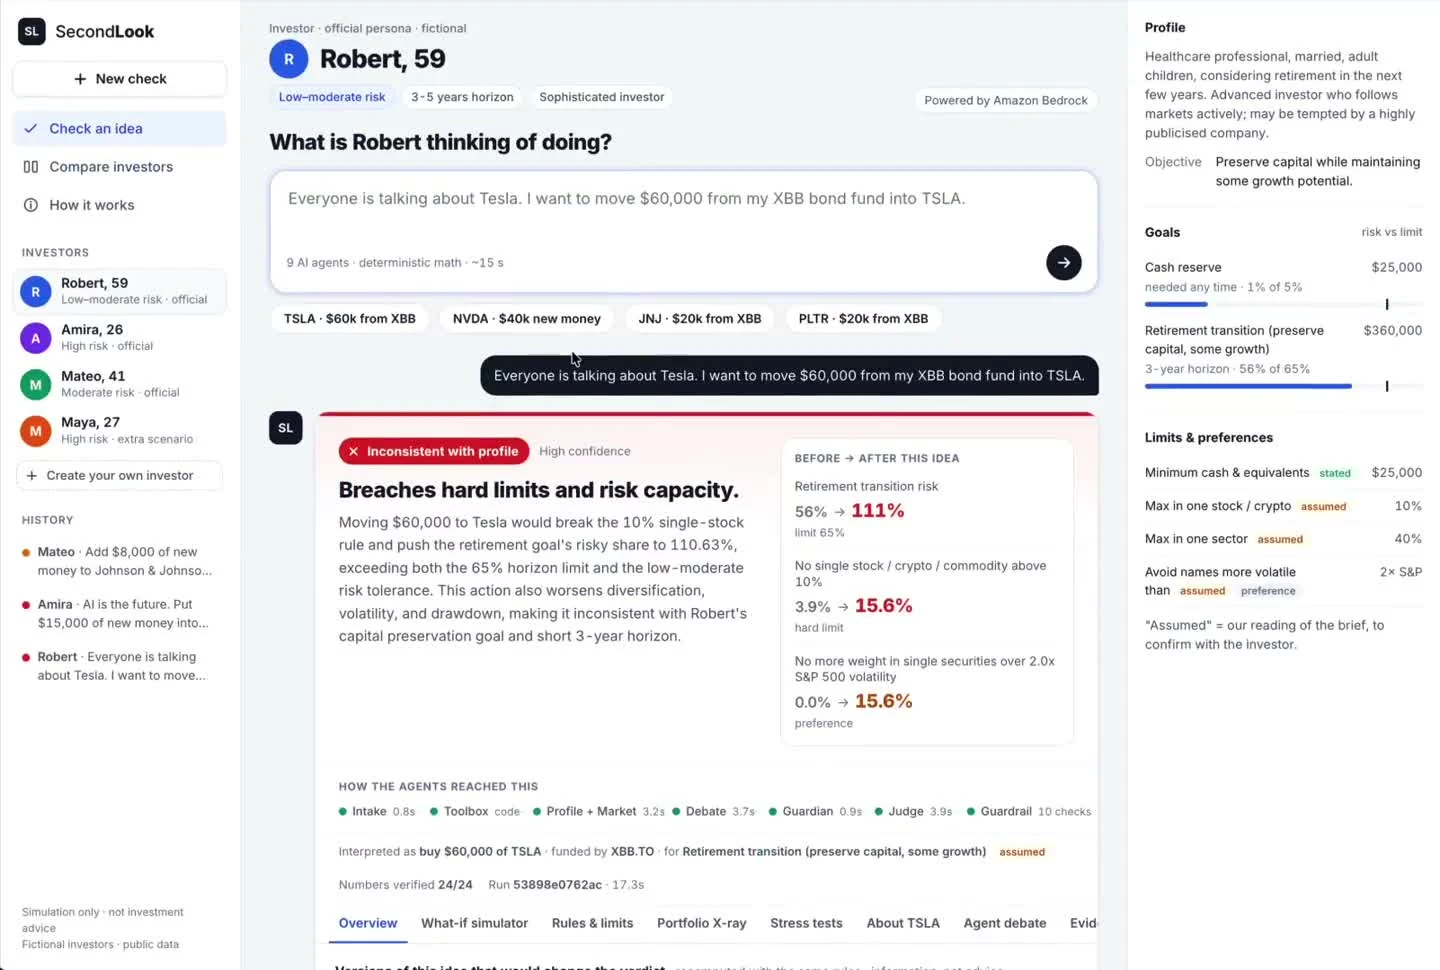 SL SecondLook
+ New check
Check an idea
Compare investors
How it works
INVESTORS
R Robert, 59
Low–moderate risk · official
A Amira, 26
High risk · official
M Mateo, 41
Moderate risk · official
M Maya, 27
High risk · extra scenario
+ Create your own investor
HISTORY
Mateo · Add $8,000 of new
money to Johnson & Johnso...
Amira · AI is the future. Put
$15,000 of new money into...
Robert · Everyone is talking
about Tesla. I want to move...
Simulation only · not investment
advice
Fictional investors · public data
Investor · official persona · fictional
R Robert, 59
Low–moderate risk 3-5 years horizon Sophisticated investor
Powered by Amazon Bedrock
What is Robert thinking of doing?
Everyone is talking about Tesla. I want to move $60,000 from my XBB bond fund into TSLA.
9 AI agents · deterministic math · ~15 s
TSLA · $60k from XBB NVDA · $40k new money JNJ · $20k from XBB PLTR · $20k from XBB
Everyone is talking about Tesla. I want to move $60,000 from my XBB bond fund into TSLA.
SL
Inconsistent with profile High confidence
Breaches hard limits and risk capacity.
Moving $60,000 to Tesla would break the 10% single-stock
rule and push the retirement goal's risky share to 110.63%,
exceeding both the 65% horizon limit and the low-moderate
risk tolerance. This action also worsens diversification,
volatility, and drawdown, making it inconsistent with Robert's
capital preservation goal and short 3-year horizon.
BEFORE → AFTER THIS IDEA
Retirement transition risk
56% → 111%
limit 65%
No single stock / crypto / commodity above
10%
3.9% → 15.6%
hard limit
No more weight in single securities over 2.0x
S&P 500 volatility
0.0% → 15.6%
preference
HOW THE AGENTS REACHED THIS
Intake 0.8s Toolbox code Profile + Market 3.2s Debate 3.7s Guardian 0.9s Judge 3.9s Guardrail 10 checks
Interpreted as buy $60,000 of TSLA · funded by XBB.TO · for Retirement transition (preserve capital, some growth) assumed
Numbers verified 24/24 Run 53898e0762ac · 17.3s
Overview What-if simulator Rules & limits Portfolio X-ray Stress tests About TSLA Agent debate Evid
Versions of this idea that would change the verdict
Profile
Healthcare professional, married, adult
children, considering retirement in the next
few years. Advanced investor who follows
markets actively; may be tempted by a highly
publicised company.
Objective Preserve capital while maintaining
some growth potential.
Goals risk vs limit
Cash reserve $25,000
needed any time · 1% of 5%
Retirement transition (preserve $360,000
capital, some growth)
3-year horizon · 56% of 65%
Limits & preferences
Minimum cash & equivalents stated $25,000
Max in one stock / crypto assumed 10%
Max in one sector assumed 40%
Avoid names more volatile 2× S&P
than assumed preference
"Assumed" = our reading of the brief, to
confirm with the investor.